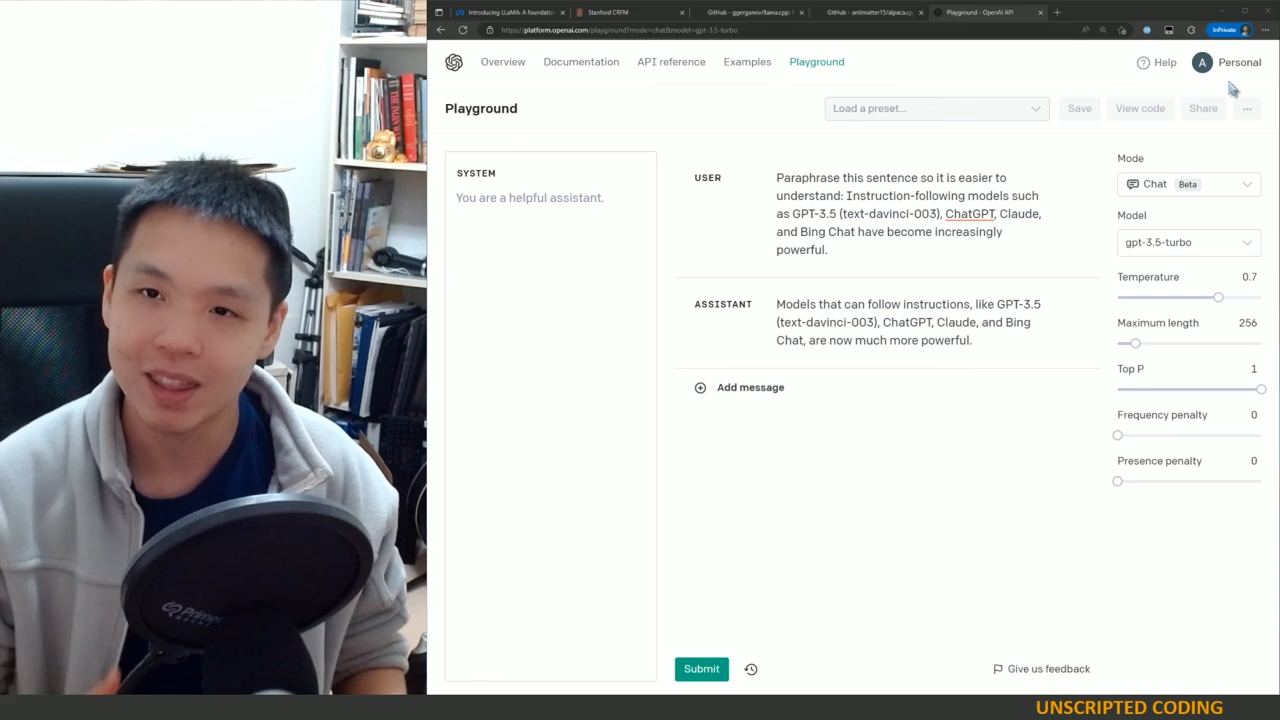 Introducing LLaMA: A foundation
Stanford CRFM
GitHub - ggerganov/llama.cpp:
GitHub - antimatter15/alpaca.cp
Playground - OpenAI API
https://platform.openai.com/playground?mode=chat&model=gpt-3.5-turbo
InPrivate
Overview
Documentation
API reference
Examples
Playground
Help
A
Personal
Playground
Load a preset...
Save
View code
Share
...
SYSTEM
You are a helpful assistant.
USER
Paraphrase this sentence so it is easier to
understand: Instruction-following models such
as GPT-3.5 (text-davinci-003), ChatGPT, Claude,
and Bing Chat have become increasingly
powerful.
ASSISTANT
Models that can follow instructions, like GPT-3.5
(text-davinci-003), ChatGPT, Claude, and Bing
Chat, are now much more powerful.
Add message
Mode
Chat Beta
Model
gpt-3.5-turbo
Temperature 0.7
Maximum length 256
Top P 1
Frequency penalty 0
Presence penalty 0
Submit
Give us feedback
UNSCRIPTED CODING